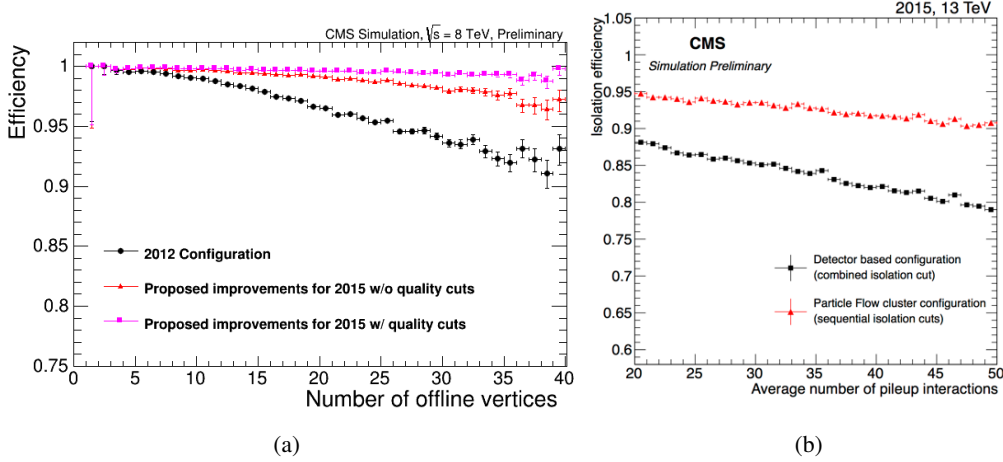 CMS Simulation, √s = 8 TeV, Preliminary
Efficiency
1
0.95
0.9
0.85
0.8
0.75
2012 Configuration
Proposed improvements for 2015 w/o quality cuts
Proposed improvements for 2015 w/ quality cuts
0 5 10 15 20 25 30 35 40
Number of offline vertices
(a)
2015, 13 TeV
Isolation efficiency
1.05
1
0.95
0.9
0.85
0.8
0.75
0.7
0.65
0.6
CMS
Simulation Preliminary
Detector based configuration
(combined isolation cut)
Particle Flow cluster configuration
(sequential isolation cuts)
20 25 30 35 40 45 50
Average number of pileup interactions
(b)